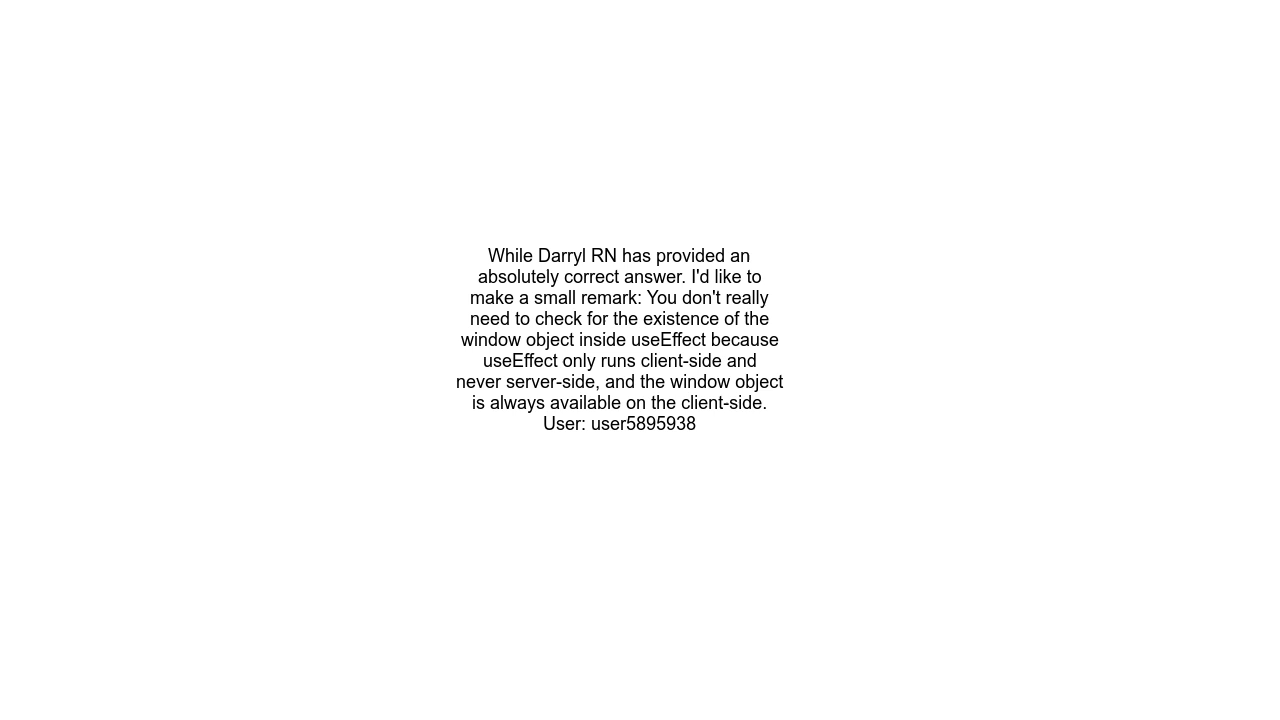 While Darryl RN has provided an
absolutely correct answer. I'd like to
make a small remark: You don't really
need to check for the existence of the
window object inside useEffect because
useEffect only runs client-side and
never server-side, and the window object
is always available on the client-side.
User: user5895938